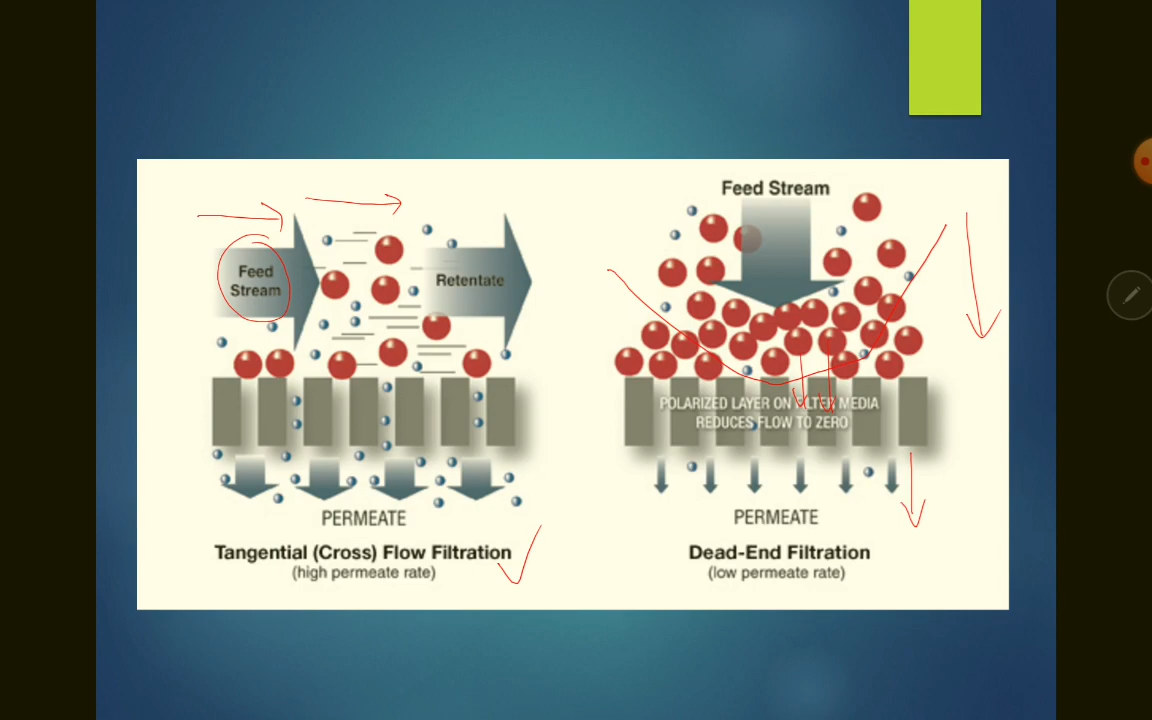 Feed
Stream
Retentate
PERMEATE
Tangential (Cross) Flow Filtration
(high permeate rate)
Feed Stream
POLARIZED LAYER ON FILTER MEDIA
REDUCES FLOW TO ZERO
PERMEATE
Dead-End Filtration
(low permeate rate)